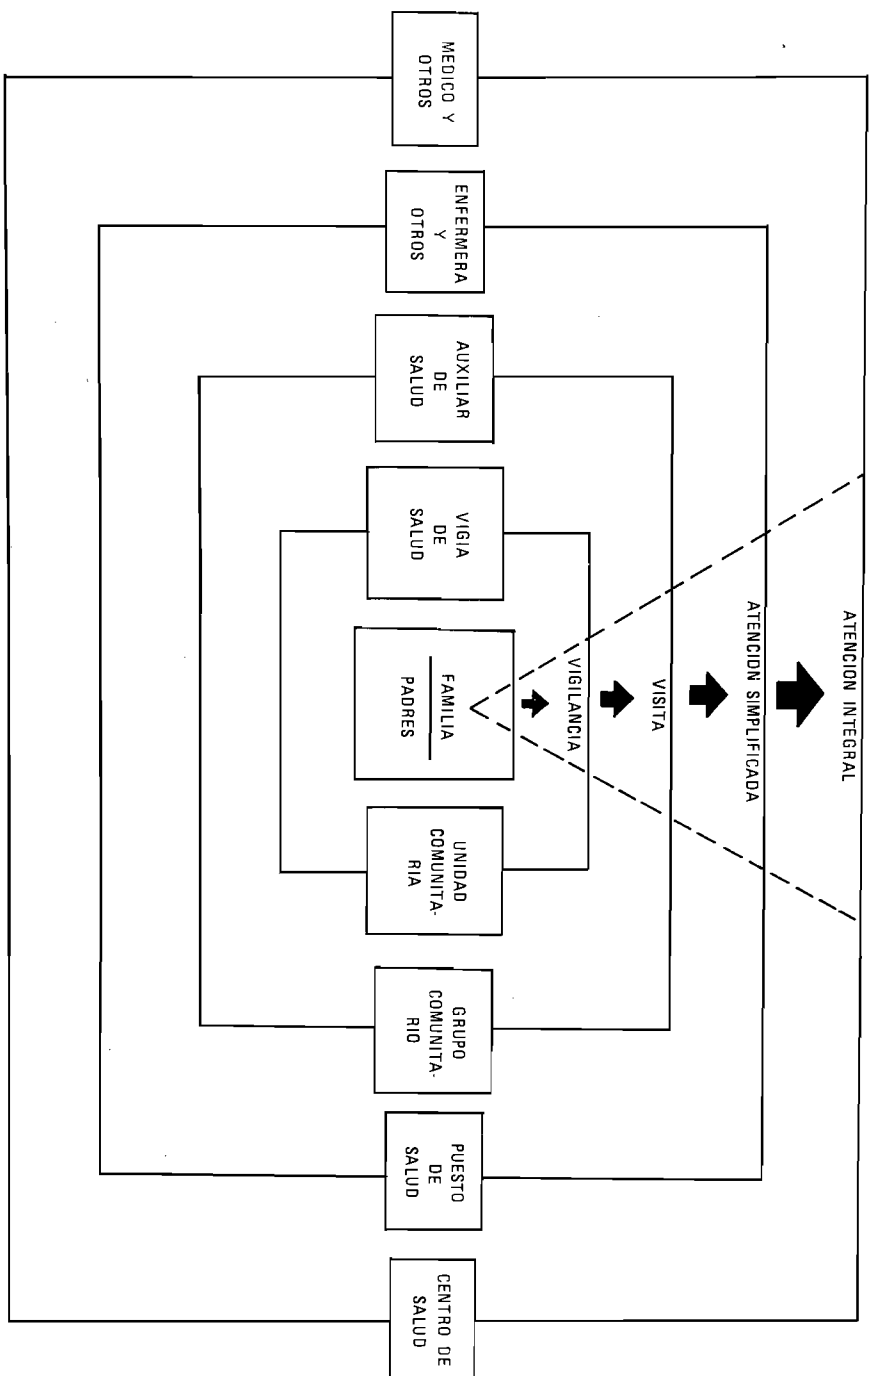 ATENCION INTEGRAL
ATENCION SIMPLIFICADA
VISITA
VIGILANCIA
MEDICO Y
OTROS
ENFERMERA
Y
OTROS
AUXILIAR
DE
SALUD
VIGIA
DE
SALUD
FAMILIA
PADRES
UNIDAD
COMUNITA-
RIA
GRUPO
COMUNITA-
RIO
PUESTO
DE
SALUD
CENTRO DE
SALUD